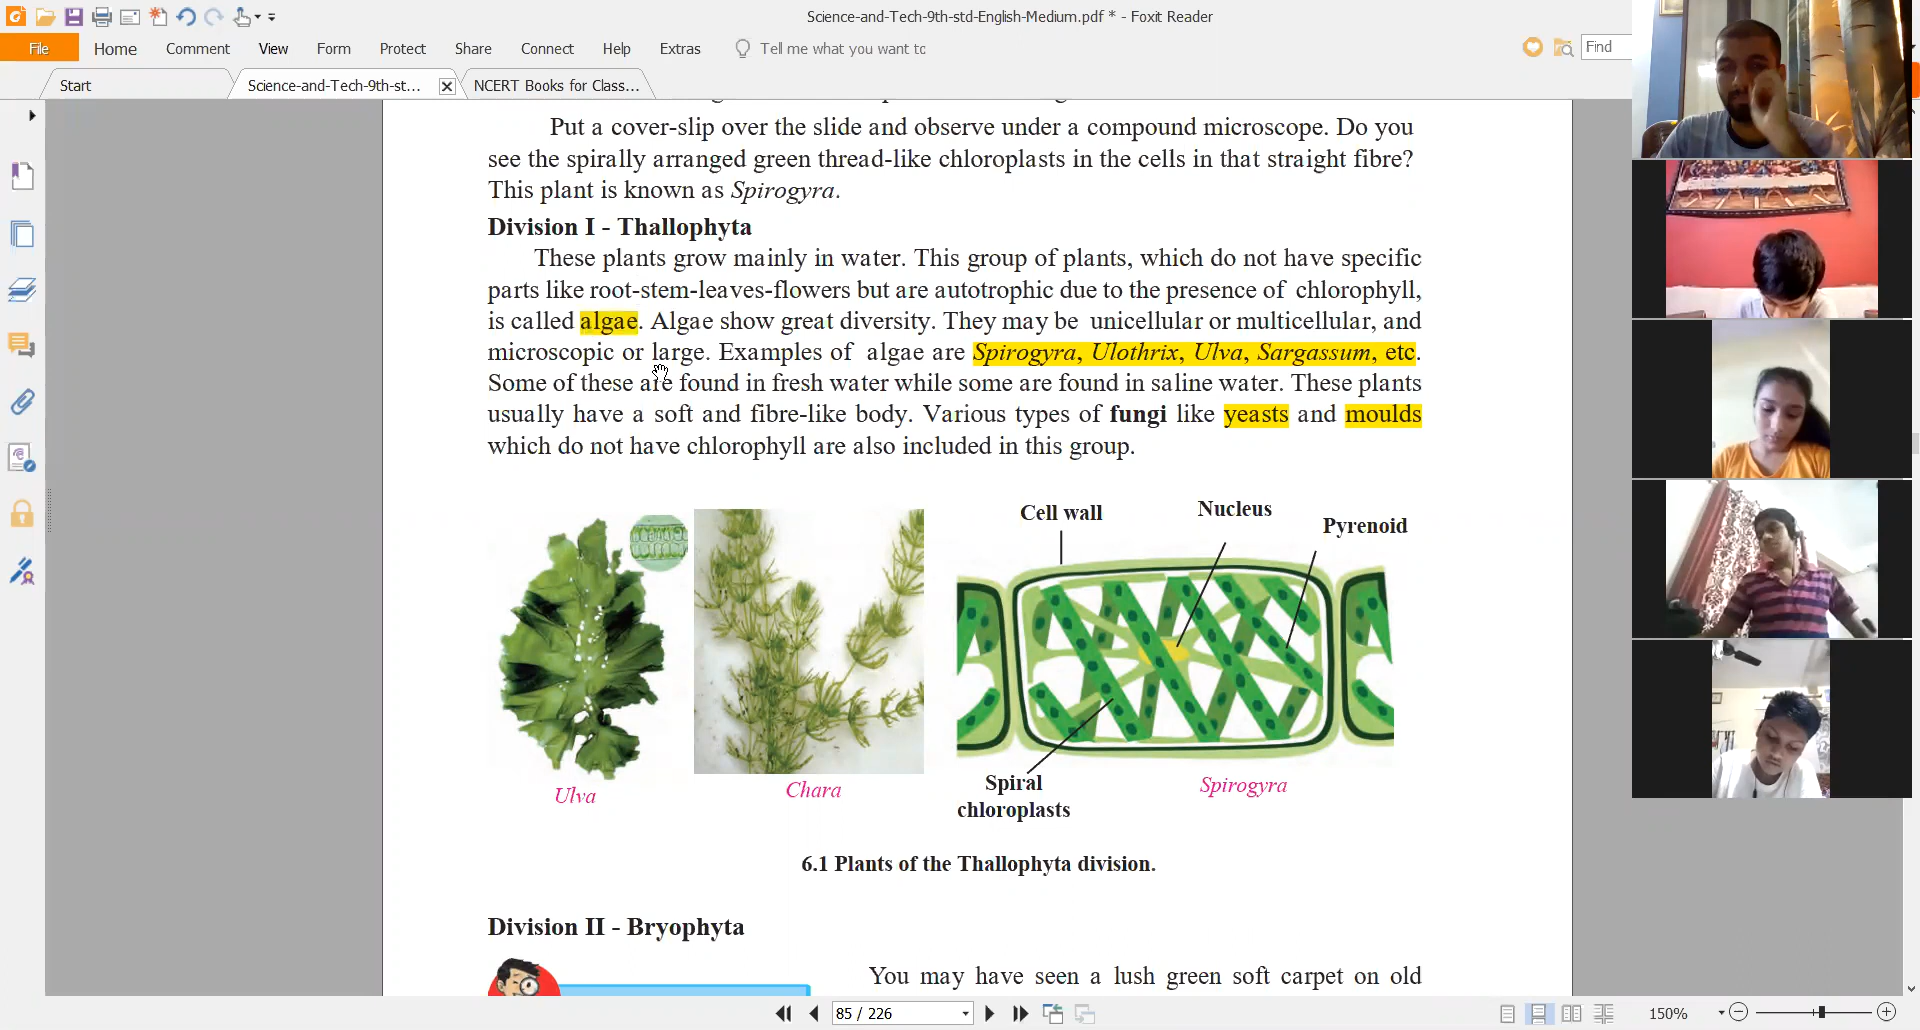 Science-and-Tech-9th-std-English-Medium.pdf * - Foxit Reader
File Home Comment View Form Protect Share Connect Help Extras Tell me what you want to Find
Start Science-and-Tech-9th-st... NCERT Books for Class...
Put a cover-slip over the slide and observe under a compound microscope. Do you
see the spirally arranged green thread-like chloroplasts in the cells in that straight fibre?
This plant is known as Spirogyra.
Division I - Thallophyta
These plants grow mainly in water. This group of plants, which do not have specific
parts like root-stem-leaves-flowers but are autotrophic due to the presence of chlorophyll,
is called algae. Algae show great diversity. They may be unicellular or multicellular, and
microscopic or large. Examples of algae are Spirogyra, Ulothrix, Ulva, Sargassum, etc.
Some of these are found in fresh water while some are found in saline water. These plants
usually have a soft and fibre-like body. Various types of fungi like yeasts and moulds
which do not have chlorophyll are also included in this group.
Cell wall
Nucleus
Pyrenoid
Spiral
chloroplasts
Ulva
Chara
Spirogyra
6.1 Plants of the Thallophyta division.
Division II - Bryophyta
You may have seen a lush green soft carpet on old
85 / 226
150%